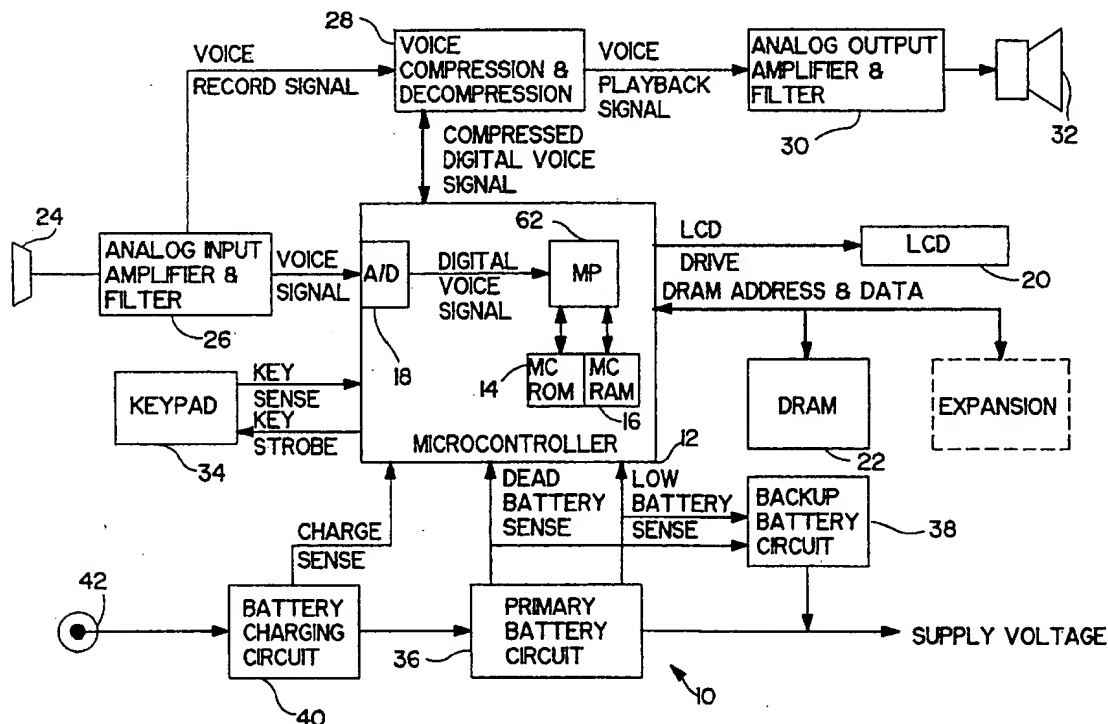 28
VOICE
RECORD SIGNAL
VOICE
COMPRESSION &
DECOMPRESSION
VOICE
PLAYBACK
SIGNAL
ANALOG OUTPUT
AMPLIFIER &
FILTER
30
32
COMPRESSED
DIGITAL VOICE
SIGNAL
24
ANALOG INPUT
AMPLIFIER &
FILTER
26
VOICE
SIGNAL
A/D
18
DIGITAL
VOICE
SIGNAL
62
MP
14
MC
ROM
MC
RAM
16
MICROCONTROLLER
12
LCD
DRIVE
LCD
20
DRAM ADDRESS & DATA
DRAM
22
EXPANSION
KEYPAD
34
KEY
SENSE
KEY
STROBE
CHARGE
SENSE
DEAD
BATTERY
SENSE
LOW
BATTERY
SENSE
BACKUP
BATTERY
CIRCUIT
38
42
BATTERY
CHARGING
CIRCUIT
40
PRIMARY
BATTERY
CIRCUIT
36
SUPPLY VOLTAGE
10